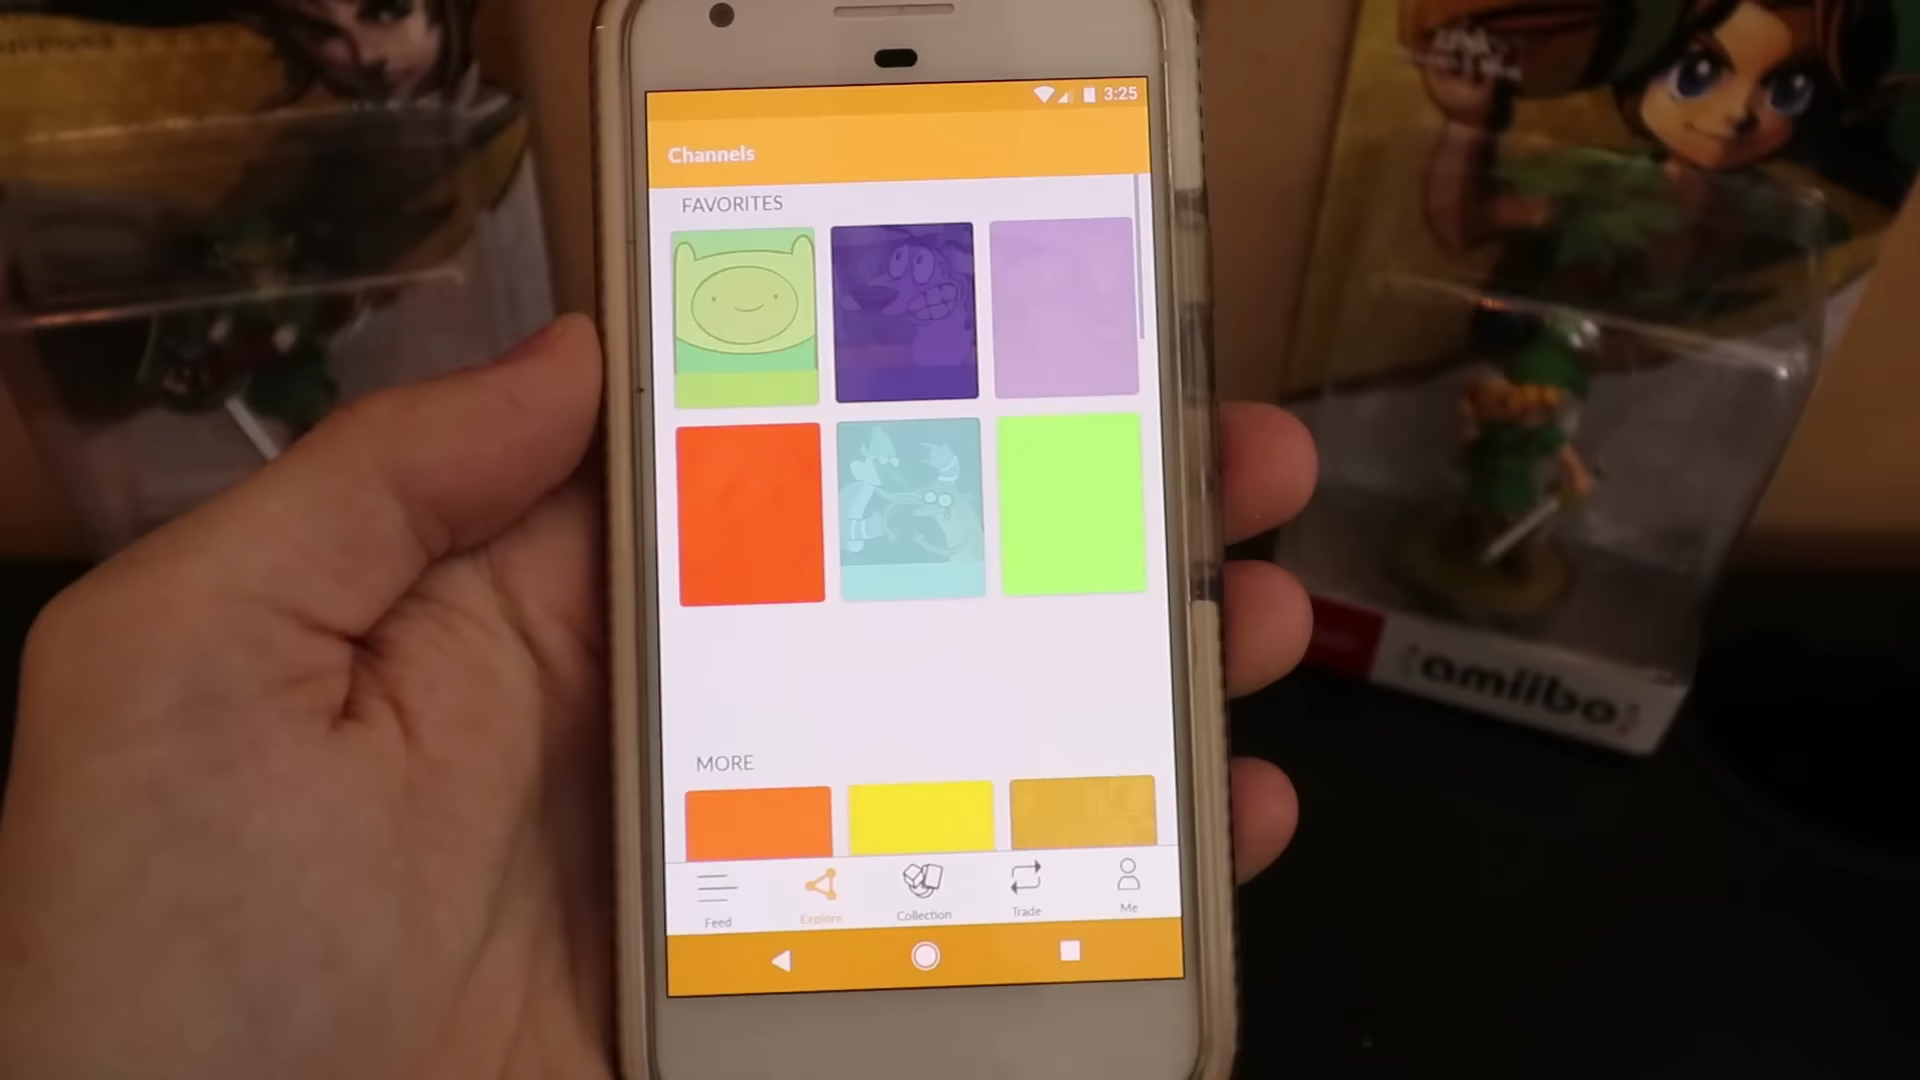 3:25
Channels
FAVORITES
MORE
Feed
Explore
Collection
Trade
Me
amiibo